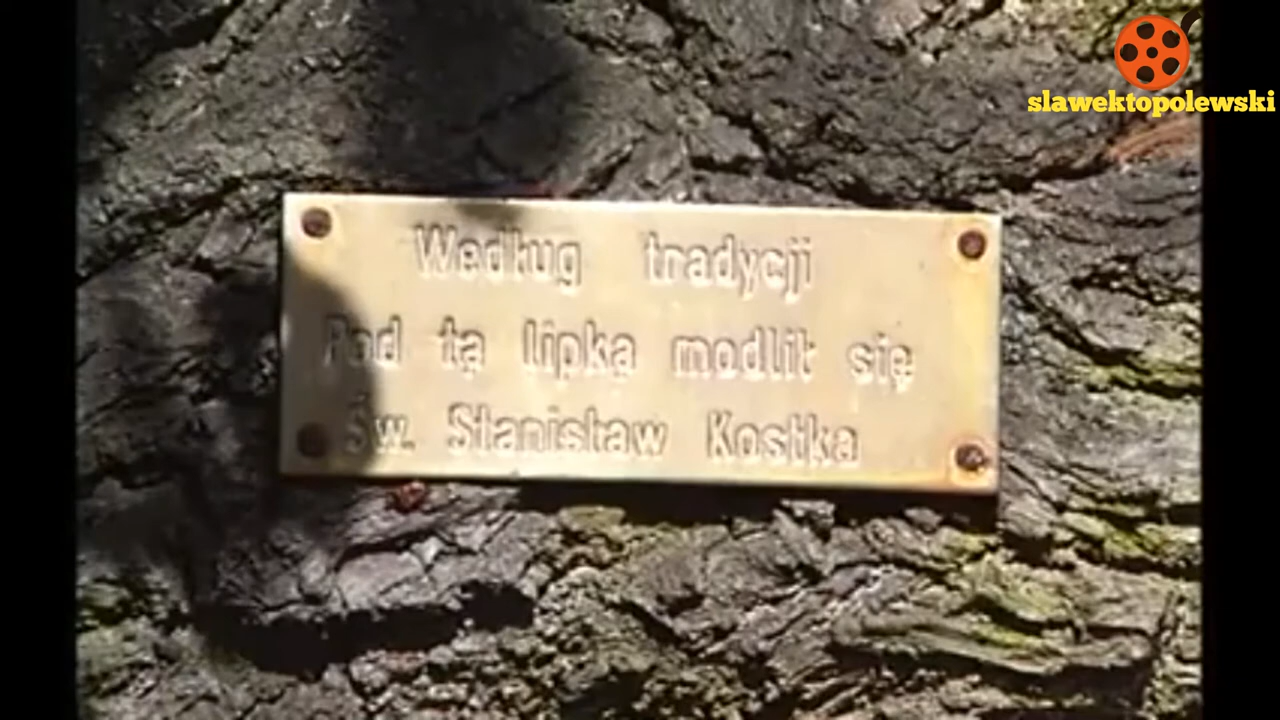 slawektopolewski
Według tradycji
Pod tą lipką modlił się
Św. Stanisław Kostka